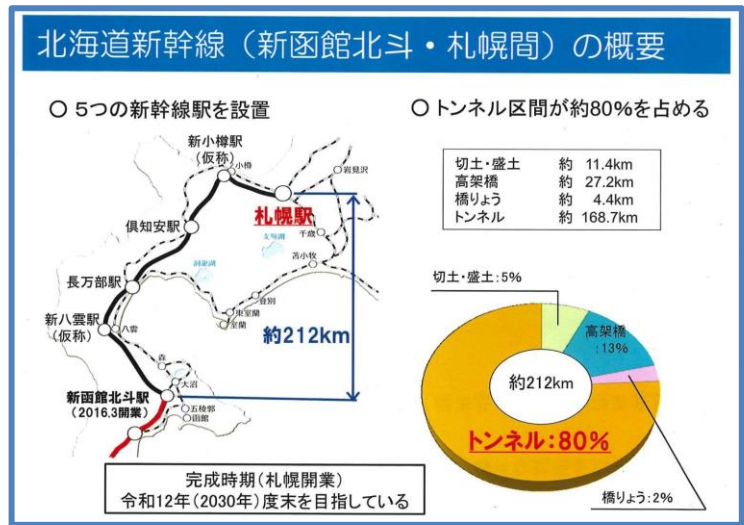 北海道新幹線（新函館北斗・札幌間）の概要
○ 5つの新幹線駅を設置
新小樽駅
(仮称)
小樽
岩見沢
札幌駅
倶知安駅
千歳
支笏湖
苫小牧
洞爺湖
長万部駅
登別
東室蘭
室蘭
新八雲駅
(仮称)
八雲
約212km
森
大沼
新函館北斗駅
(2016.3開業)
五稜郭
函館
完成時期(札幌開業)
令和12年(2030年)度末を目指している
○ トンネル区間が約80%を占める
切土・盛土 約 11.4km
高架橋 約 27.2km
橋りょう 約 4.4km
トンネル 約 168.7km
切土・盛土:5%
高架橋
:13%
約212km
トンネル:80%
橋りょう:2%